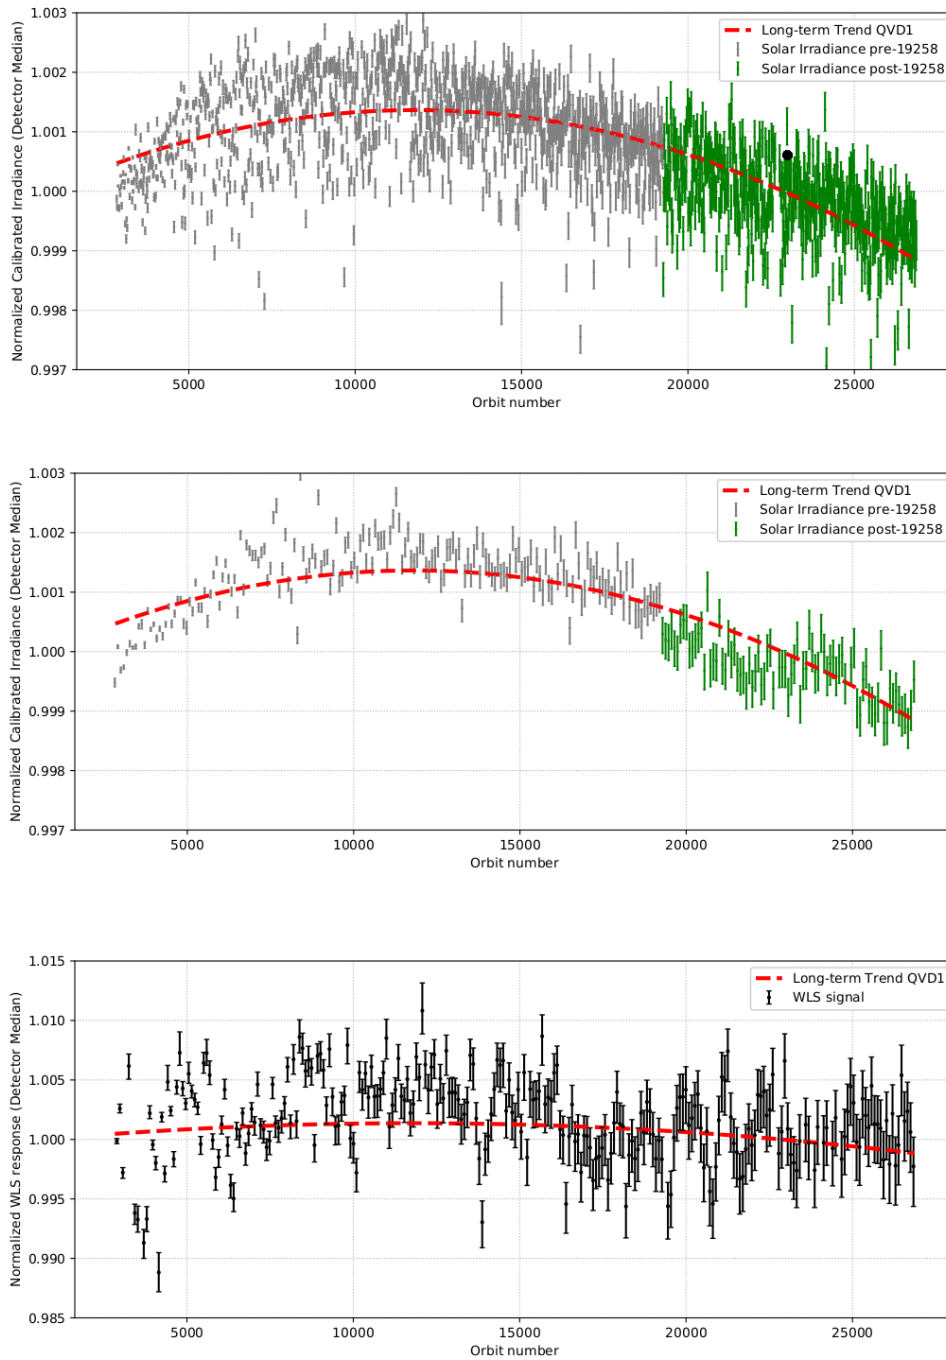 1.003
1.002
1.001
1.000
0.999
0.998
0.997
Normalized Calibrated Irradiance (Detector Median)
Long-term Trend QVD1
Solar Irradiance pre-19258
Solar Irradiance post-19258
5000 10000 15000 20000 25000
Orbit number
1.003
1.002
1.001
1.000
0.999
0.998
0.997
Normalized Calibrated Irradiance (Detector Median)
Long-term Trend QVD1
Solar Irradiance pre-19258
Solar Irradiance post-19258
5000 10000 15000 20000 25000
Orbit number
1.015
1.010
1.005
1.000
0.995
0.990
0.985
Normalized WLS response (Detector Median)
Long-term Trend QVD1
WLS signal
5000 10000 15000 20000 25000
Orbit number